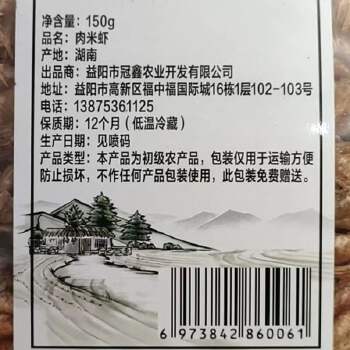 净含量：150g
品名：肉米虾
产地：湖南
出品商：益阳市冠鑫农业开发有限公司
地址：益阳市高新区福中福国际城16栋1层102-103号
电话：13875361125
保质期：12个月（低温冷藏）
生产日期：见喷码
产品类型：本产品为初级农产品，包装仅用于运输方便
防止损坏，不作任何产品包装使用，此包装免费赠送。
6 973842 860061